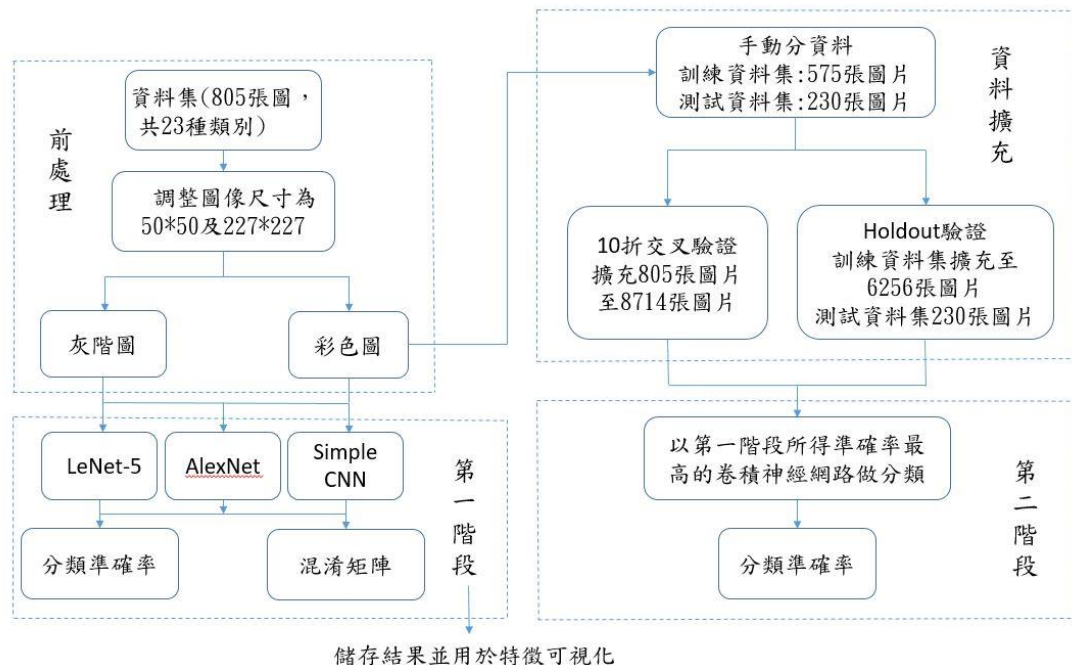 前處理
資料集(805張圖，
共23種類別)
調整圖像尺寸為
50*50及227*227
灰階圖
彩色圖
LeNet-5
AlexNet
Simple
CNN
分類準確率
混淆矩陣
第一階段
儲存結果並用於特徵可視化
手動分資料
訓練資料集:575張圖片
測試資料集:230張圖片
資料擴充
10折交叉驗證
擴充805張圖片
至8714張圖片
Holdout驗證
訓練資料集擴充至
6256張圖片
測試資料集230張圖片
以第一階段所得準確率最
高的卷積神經網路做分類
分類準確率
第二階段